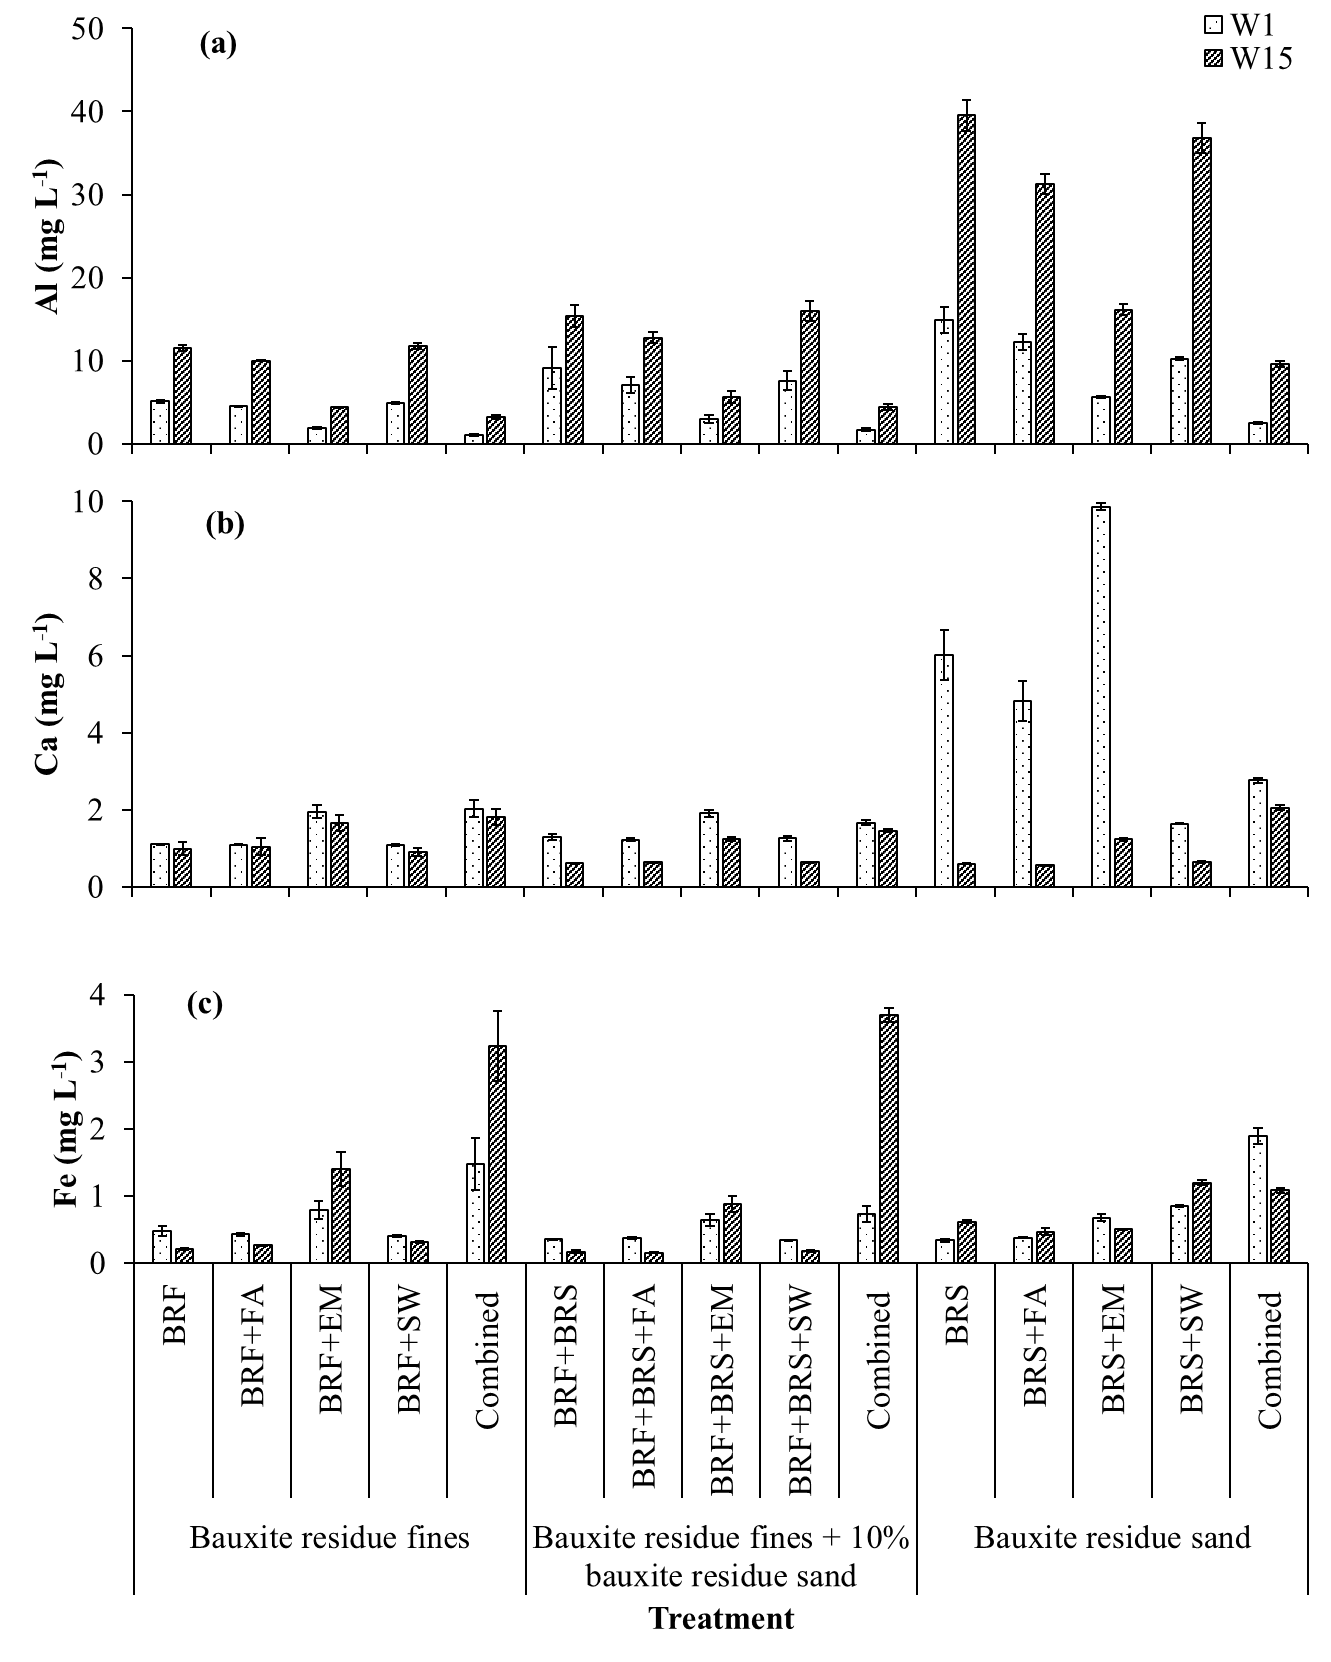 W1
W15
(a)
50
40
30
20
10
0
Al (mg L-1)
(b)
10
8
6
4
2
0
Ca (mg L-1)
(c)
4
3
2
1
0
Fe (mg L-1)
BRF
BRF+FA
BRF+EM
BRF+SW
Combined
BRF+BRS
BRF+BRS+FA
BRF+BRS+EM
BRF+BRS+SW
Combined
BRS
BRS+FA
BRS+EM
BRS+SW
Combined
Bauxite residue fines
Bauxite residue fines + 10%
bauxite residue sand
Bauxite residue sand
Treatment